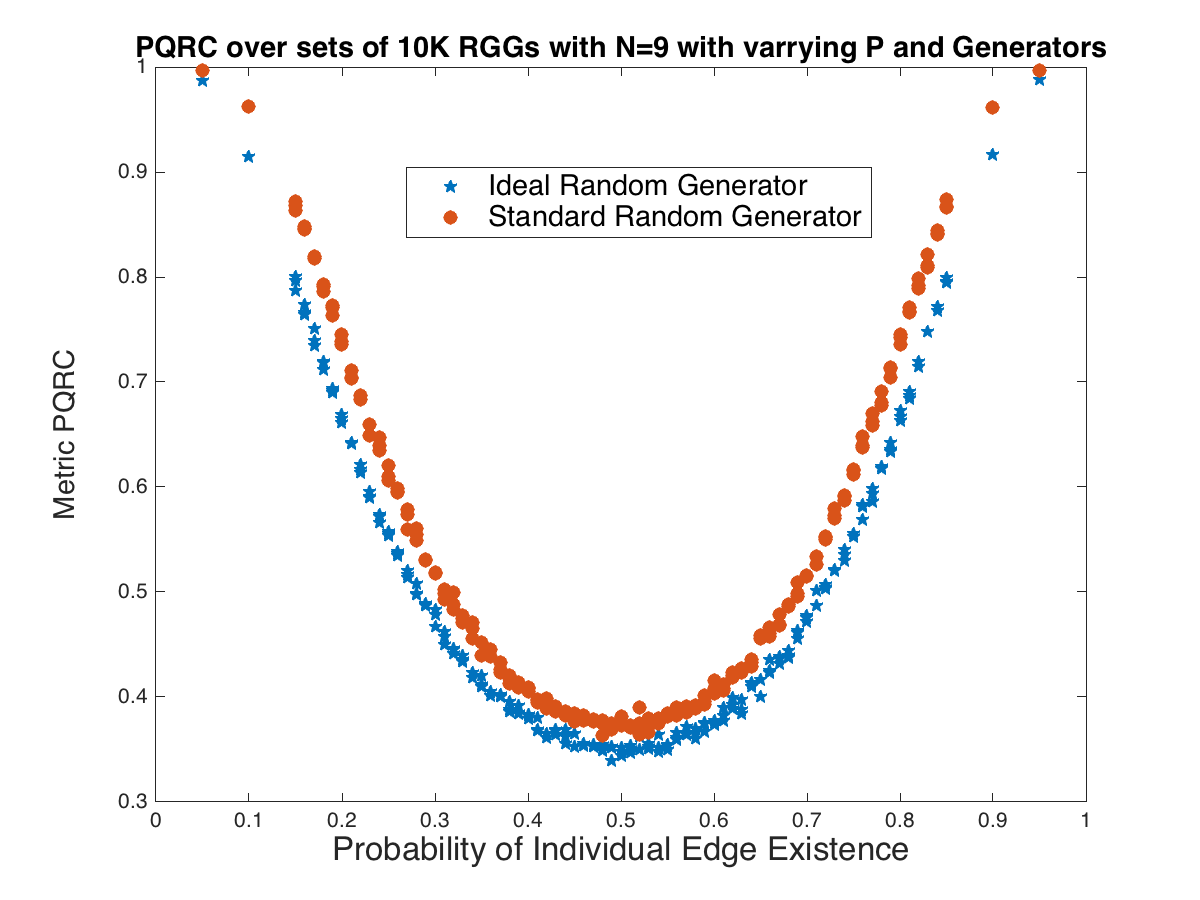 PQRC over sets of 10K RGGs with N=9 with varrying P and Generators
1
0.9
0.8
0.7
0.6
0.5
0.4
0.3
Metric PQRC
Ideal Random Generator
Standard Random Generator
0 0.1 0.2 0.3 0.4 0.5 0.6 0.7 0.8 0.9 1
Probability of Individual Edge Existence